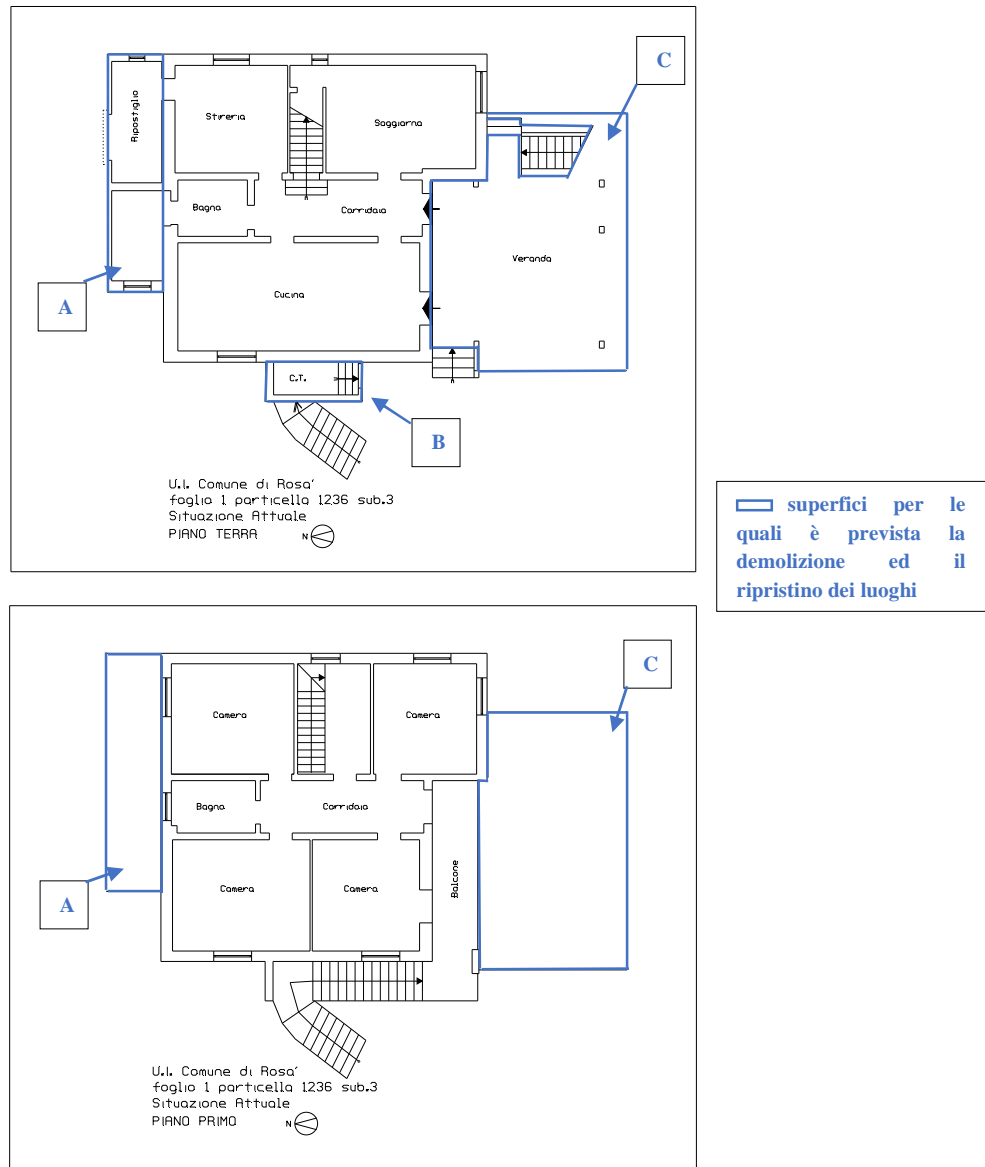 C
Ripostiglio
Stireria
Soggiorno
Bagno
Corridoio
Veranda
A
Cucina
C.T.
B
U.I. Comune di Rosa'
foglio 1 particella 1236 sub.3
Situazione Attuale
PIANO TERRA N
superfici per le
quali è prevista la
demolizione ed il
ripristino dei luoghi
C
Camera
Camera
Bagno
Corridoio
A
Camera
Camera
Balcone
U.I. Comune di Rosa'
foglio 1 particella 1236 sub.3
Situazione Attuale
PIANO PRIMO N